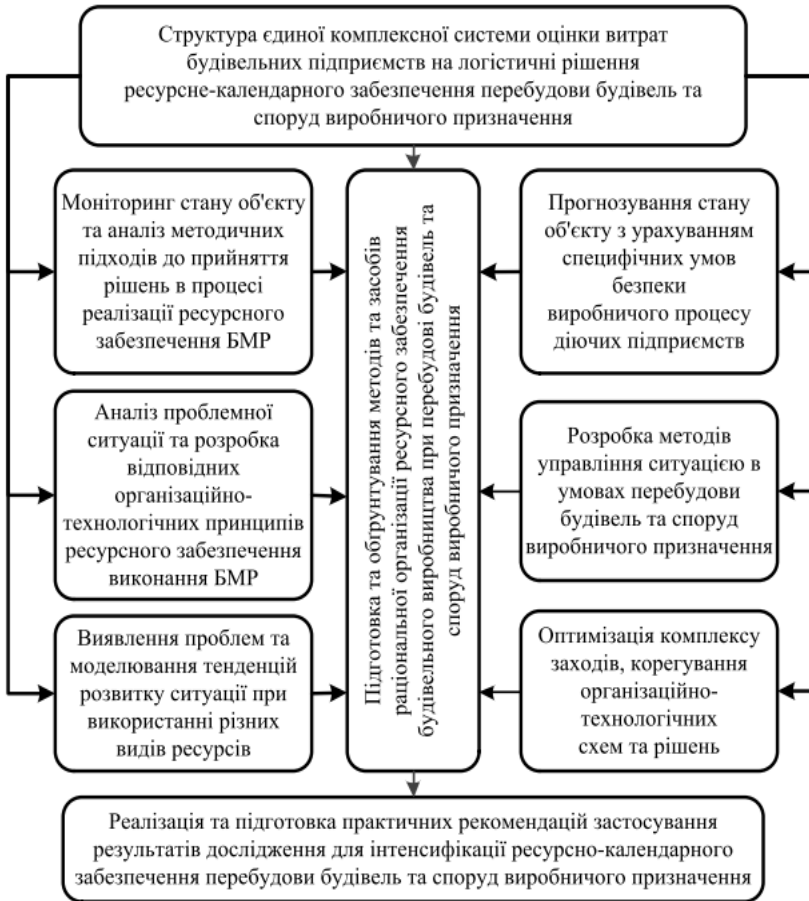 Структура єдиної комплексної системи оцінки витрат
будівельних підприємств на логістичні рішення
ресурсне-календарного забезпечення перебудови будівель та
споруд виробничого призначення
Моніторинг стану об'єкту
та аналіз методичних
підходів до прийняття
рішень в процесі
реалізації ресурсного
забезпечення БМР
Аналіз проблемної
ситуації та розробка
відповідних
організаційно-
технологічних принципів
ресурсного забезпечення
виконання БМР
Виявлення проблем та
моделювання тенденцій
розвитку ситуації при
використанні різних
видів ресурсів
Підготовка та обґрунтування методів та засобів
раціональної організації ресурсного забезпечення
будівельного виробництва при перебудові будівель та
споруд виробничого призначення
Прогнозування стану
об'єкту з урахуванням
специфічних умов
безпеки
виробничого процесу
діючих підприємств
Розробка методів
управління ситуацією в
умовах перебудови
будівель та споруд
виробничого призначення
Оптимізація комплексу
заходів, корегування
організаційно-
технологічних
схем та рішень
Реалізація та підготовка практичних рекомендацій застосування
результатів дослідження для інтенсифікації ресурсно-календарного
забезпечення перебудови будівель та споруд виробничого призначення